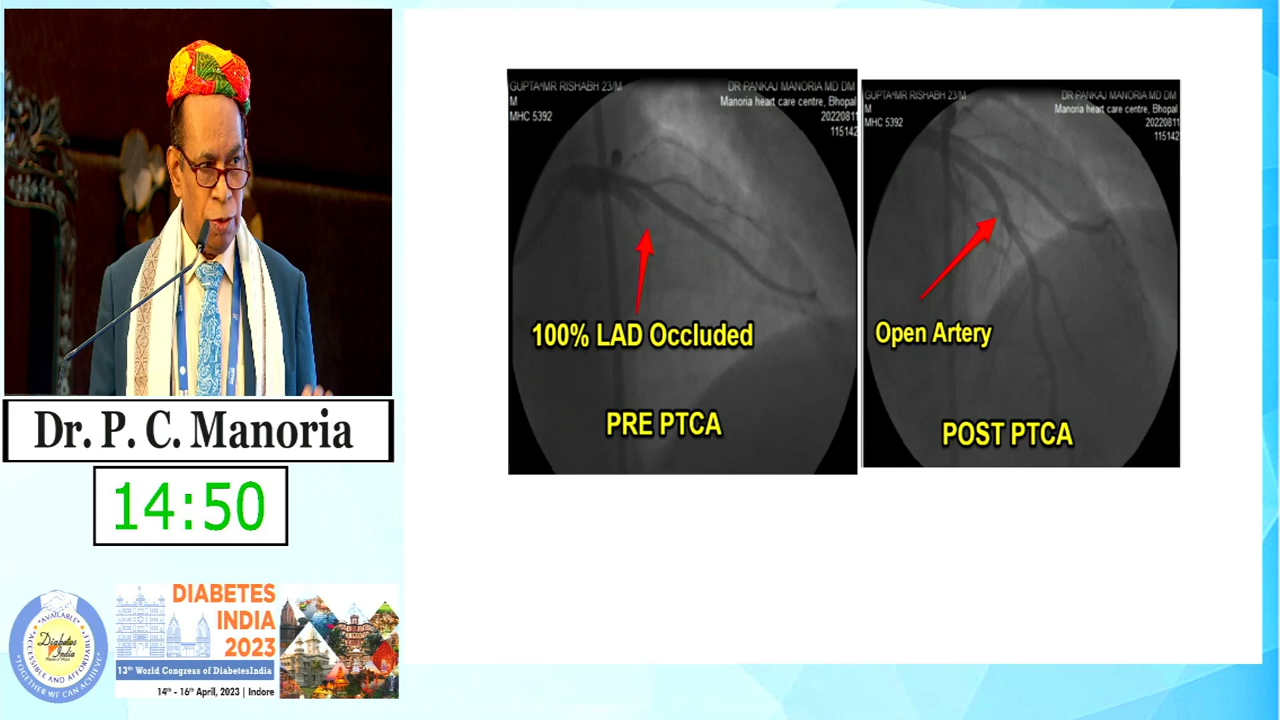 Dr. P. C. Manoria
14:50
AVAILABLE
ACCESSIBLE AND AFFORDABLE
Diabetes
India
TOGETHER WE CAN ACHIEVE
DIABETES
INDIA
2023
13th World Congress of DiabetesIndia
14th - 16th April, 2023 | Indore
GUPTA^MR RISHABH 23/M
M
MHC 5392
DR PANKAJ MANORIA MD DM
Manoria heart care centre, Bhopal
20220811
115142
100% LAD Occluded
PRE PTCA
GUPTA^MR RISHABH 23/M
M
MHC 5392
DR PANKAJ MANORIA MD DM
Manoria heart care centre, Bhopal
20220811
115142
Open Artery
POST PTCA